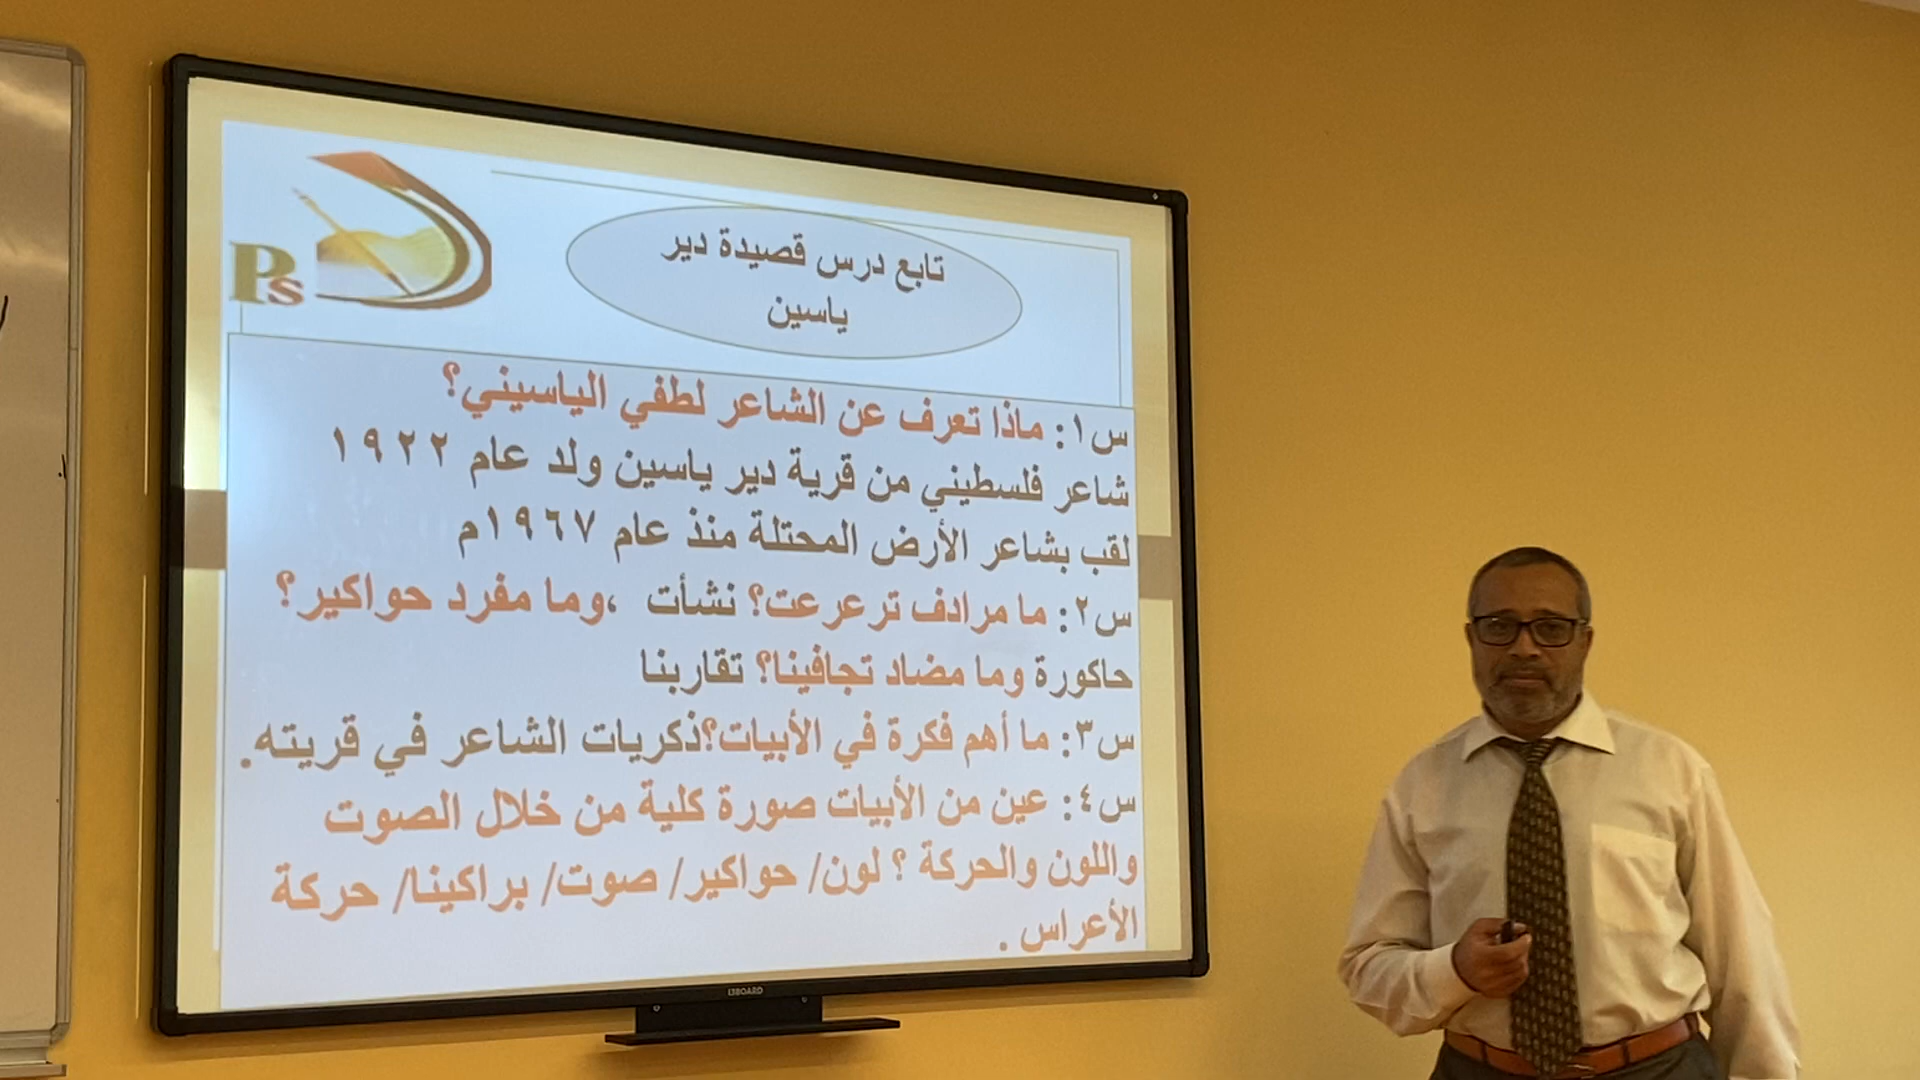 Ps
تابع درس قصيدة دير
ياسين
س١: ماذا تعرف عن الشاعر لطفي الياسيني؟
شاعر فلسطيني من قرية دير ياسين ولد عام ١٩٢٢
لقب بشاعر الأرض المحتلة منذ عام ١٩٦٧م
س٢: ما مرادف ترعرعت؟ نشأت ،وما مفرد حواكير؟
حاكورة وما مضاد تجافينا؟ تقاربنا
س٣: ما أهم فكرة في الأبيات؟ذكريات الشاعر في قريته.
س٤: عين من الأبيات صورة كلية من خلال الصوت
واللون والحركة ؟ لون/ حواكير/ صوت/ براكينا/ حركة
الأعراس .